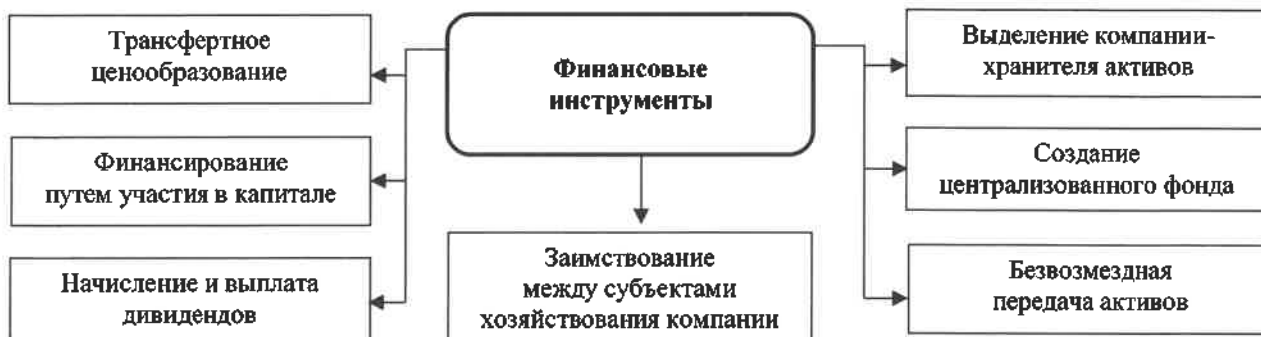 Трансфертное
ценообразование
Финансирование
путем участия в капитале
Начисление и выплата
дивидендов
Финансовые
инструменты
Заимствование
между субъектами
хозяйствования компании
Выделение компании-
хранителя активов
Создание
централизованного фонда
Безвозмездная
передача активов